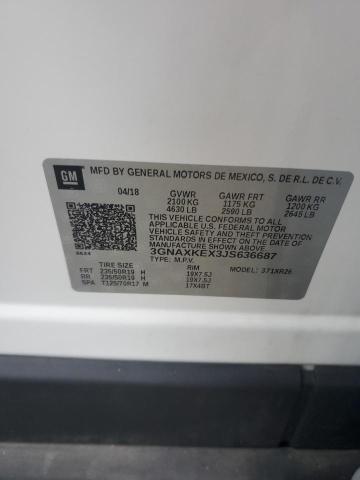 GM
MFD BY GENERAL MOTORS DE MEXICO, S. DE R.L. DE C.V.
04/18 GVWR GAWR FRT GAWR RR
2100 KG 1175 KG 1200 KG
4630 LB 2590 LB 2645 LB
THIS VEHICLE CONFORMS TO ALL APPLICABLE
U.S. FEDERAL MOTOR VEHICLE SAFETY AND
THEFT PREVENTION STANDARDS IN EFFECT ON
THE DATE OF MANUFACTURE SHOWN ABOVE.
3GNAXKEX3JS636687
TYPE: M.P.V. MODEL: 371XR26
TIRE SIZE RIM
FRT 235/50R19 H 19X7.5J
RR 235/50R19 H 19X7.5J
SPA T125/70R17 M 17X4BT